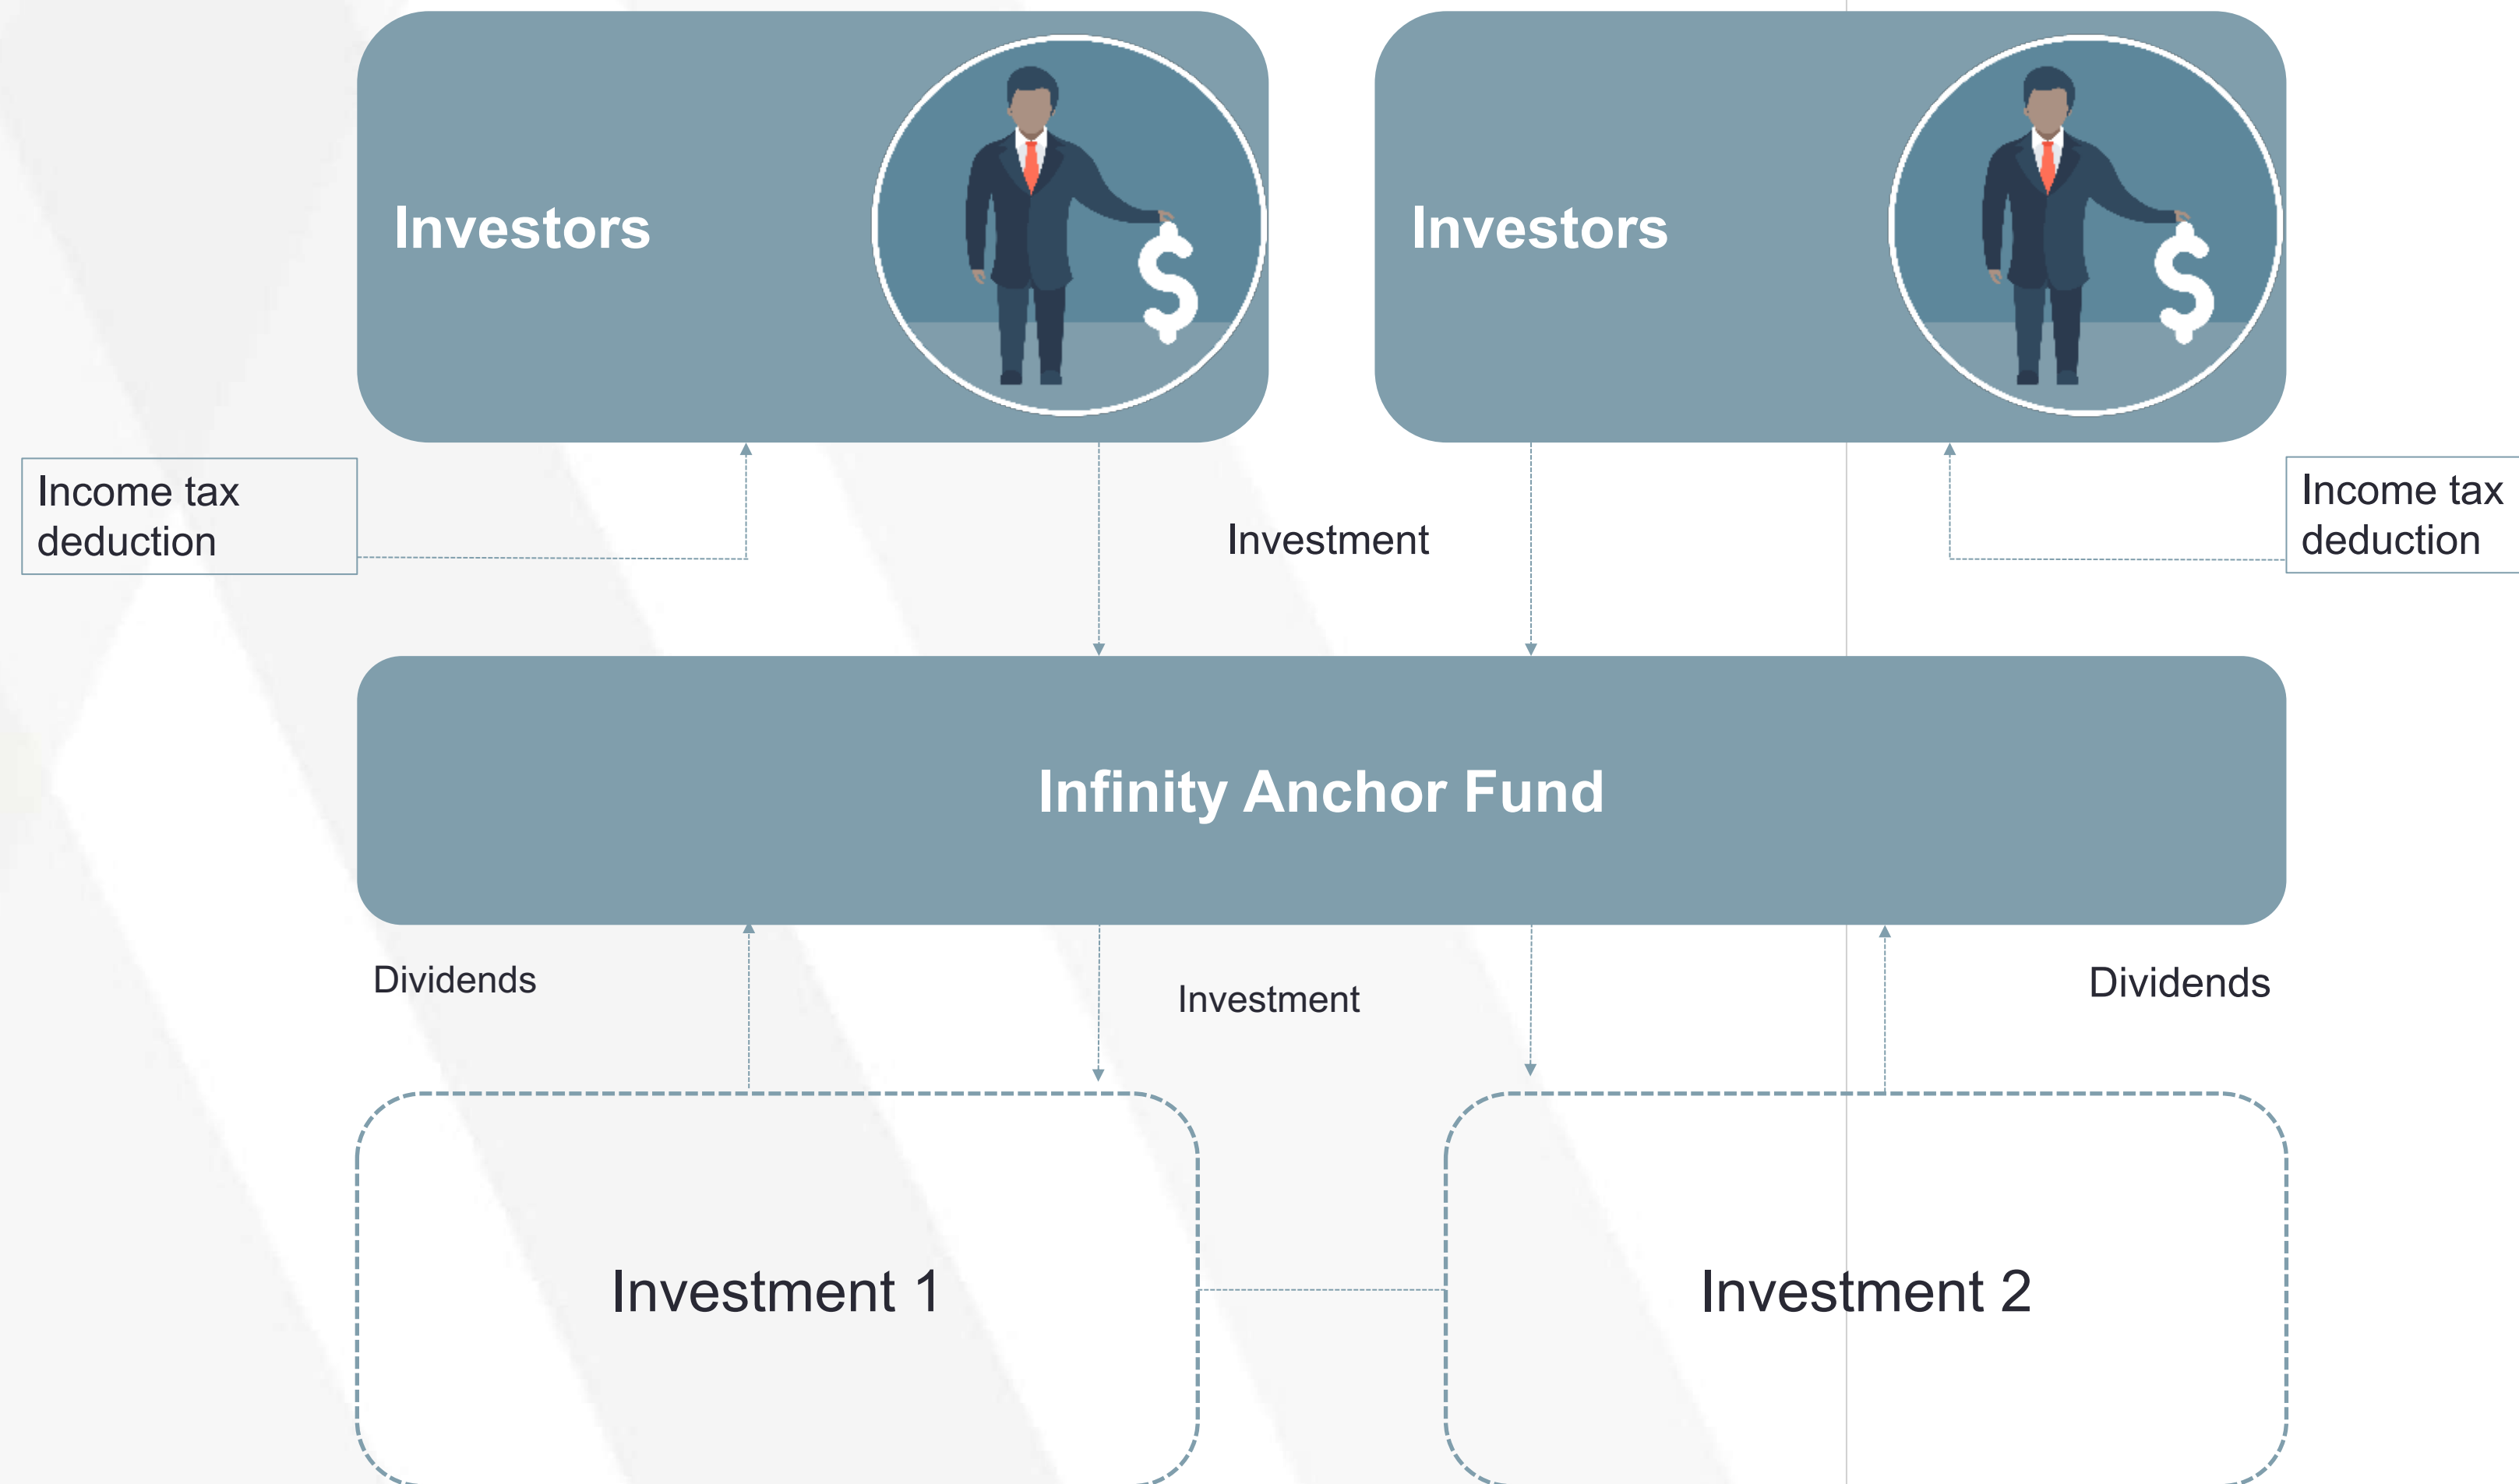 Investors
Investors
Income tax
deduction
Investment
Income tax
deduction
Infinity Anchor Fund
Dividends
Investment
Dividends
Investment 1
Investment 2